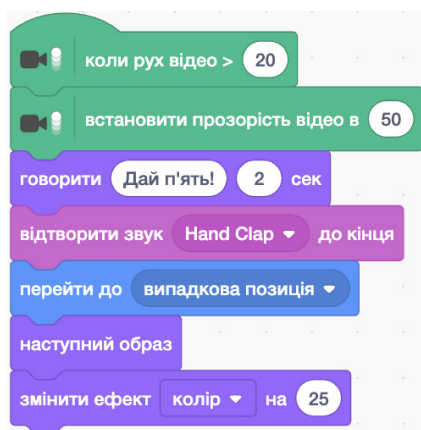 коли рух відео > 20
встановити прозорість відео в 50
говорити Дай п'ять! 2 сек
відтворити звук Hand Clap до кінця
перейти до випадкова позиція
наступний образ
змінити ефект колір на 25